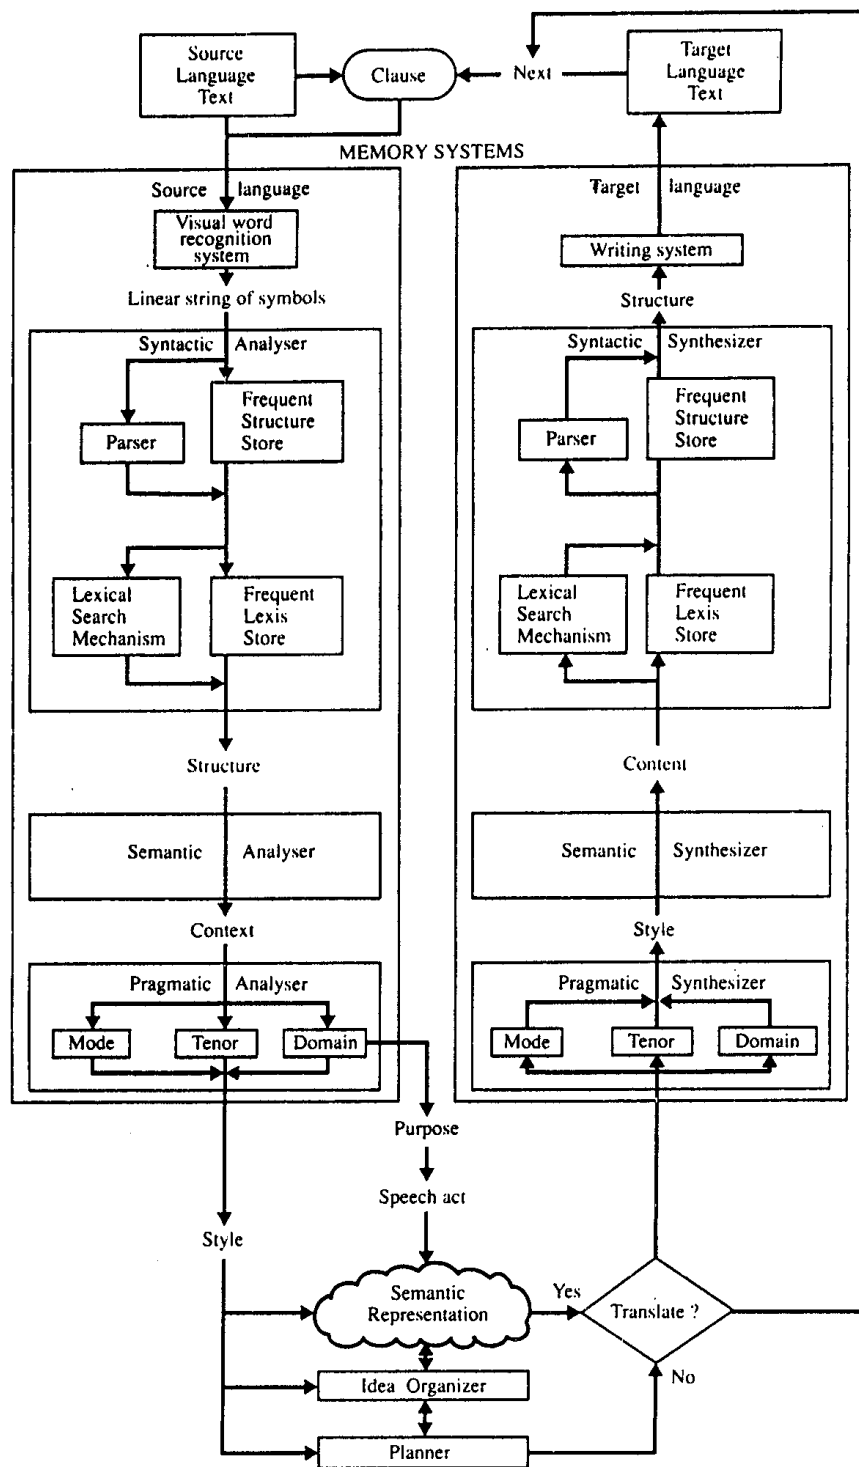 Source
Language
Text
Clause
Next
Target
Language
Text
MEMORY SYSTEMS
Source language
Visual word
recognition
system
Linear string of symbols
Syntactic Analyser
Frequent
Structure
Store
Parser
Lexical
Search
Mechanism
Frequent
Lexis
Store
Structure
Semantic Analyser
Context
Pragmatic Analyser
Mode
Tenor
Domain
Purpose
Speech act
Style
Target language
Writing system
Structure
Syntactic Synthesizer
Frequent
Structure
Store
Parser
Lexical
Search
Mechanism
Frequent
Lexis
Store
Content
Semantic Synthesizer
Style
Pragmatic Synthesizer
Mode
Tenor
Domain
Semantic
Representation
Yes
Translate ?
No
Idea Organizer
Planner